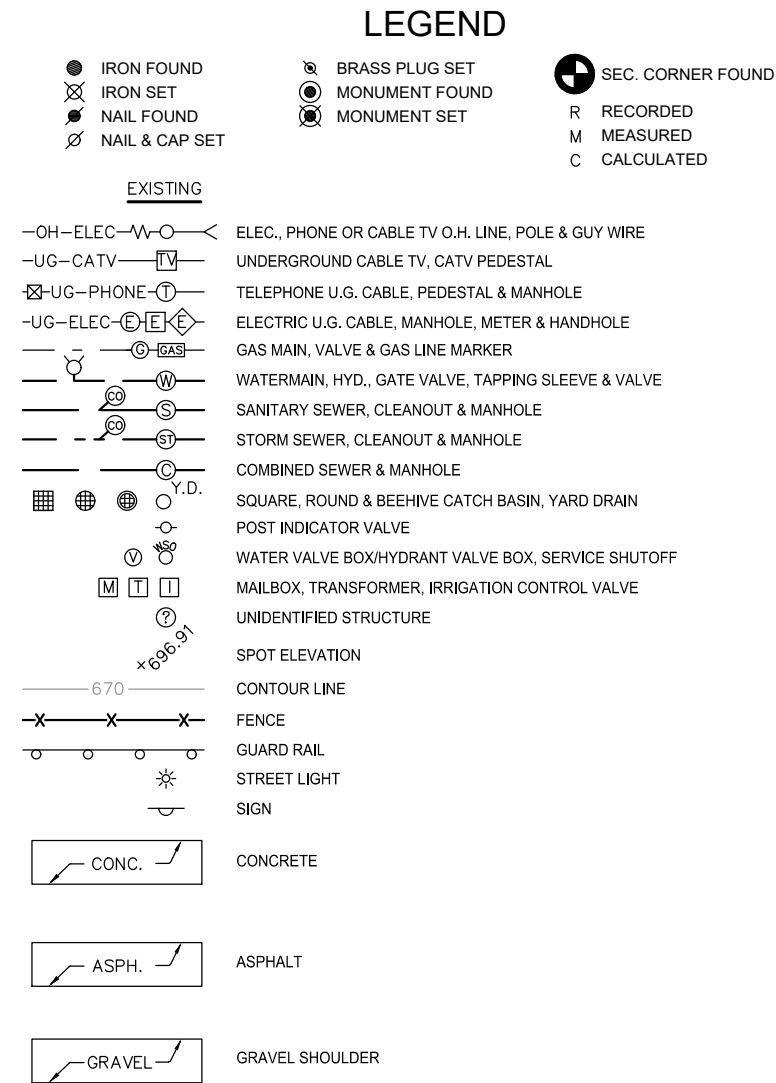 LEGEND
IRON FOUND
IRON SET
NAIL FOUND
NAIL & CAP SET
BRASS PLUG SET
MONUMENT FOUND
MONUMENT SET
SEC. CORNER FOUND
R RECORDED
M MEASURED
C CALCULATED
EXISTING
OH-ELEC ELEC., PHONE OR CABLE TV O.H. LINE, POLE & GUY WIRE
UG-CATV TV UNDERGROUND CABLE TV, CATV PEDESTAL
UG-PHONE T TELEPHONE U.G. CABLE, PEDESTAL & MANHOLE
UG-ELEC E E E ELECTRIC U.G. CABLE, MANHOLE, METER & HANDHOLE
G GAS GAS MAIN, VALVE & GAS LINE MARKER
W WATERMAIN, HYD., GATE VALVE, TAPPING SLEEVE & VALVE
CO S SANITARY SEWER, CLEANOUT & MANHOLE
CO ST STORM SEWER, CLEANOUT & MANHOLE
C COMBINED SEWER & MANHOLE
Y.D. SQUARE, ROUND & BEEHIVE CATCH BASIN, YARD DRAIN
POST INDICATOR VALVE
V WSO WATER VALVE BOX/HYDRANT VALVE BOX, SERVICE SHUTOFF
M T I MAILBOX, TRANSFORMER, IRRIGATION CONTROL VALVE
? UNIDENTIFIED STRUCTURE
+696.91 SPOT ELEVATION
670 CONTOUR LINE
X X X FENCE
GUARD RAIL
STREET LIGHT
SIGN
CONC. CONCRETE
ASPH. ASPHALT
GRAVEL GRAVEL SHOULDER